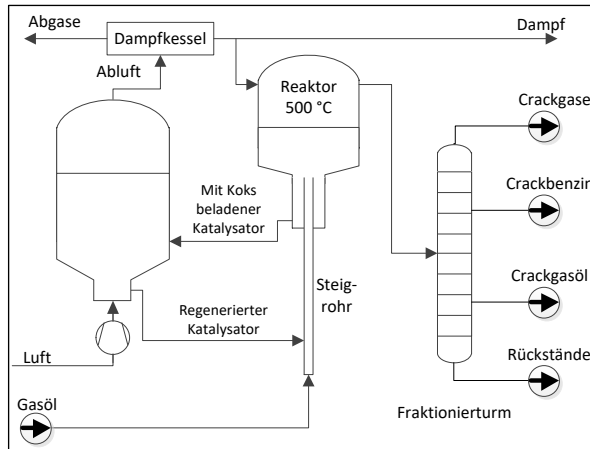 Abgase
Dampfkessel
Dampf
Abluft
Reaktor
500 °C
Crackgase
Mit Koks
beladener
Katalysator
Crackbenzin
Steig-
rohr
Regenerierter
Katalysator
Crackgasöl
Luft
Rückstände
Gasöl
Fraktionierturm